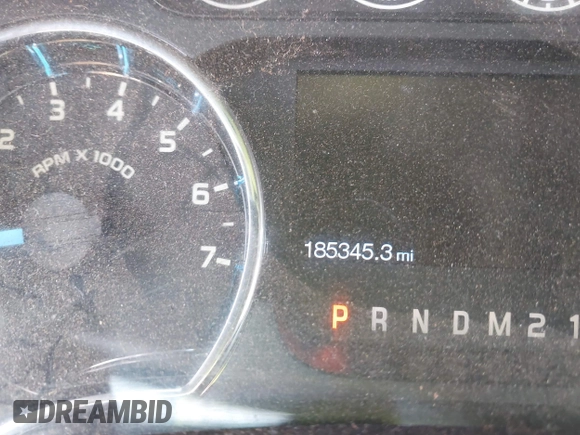 2 3 4 5 6 7
RPM X 1000
185345.3 mi
P R N D M 2 1
DREAMBID